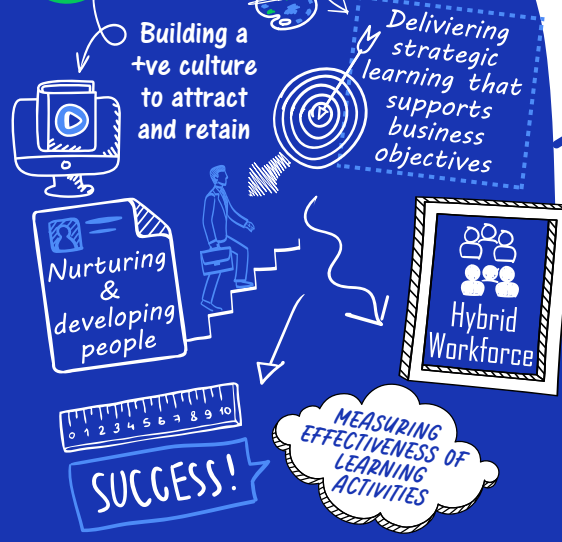 Building a
+ve culture
to attract
and retain
Deliviering
strategic
learning that
supports
business
objectives
Nurturing
&
developing
people
Hybrid
Workforce
0 1 2 3 4 5 6 7 8 9 10
SUCCESS!
MEASURING
EFFECTIVENESS OF
LEARNING
ACTIVITIES